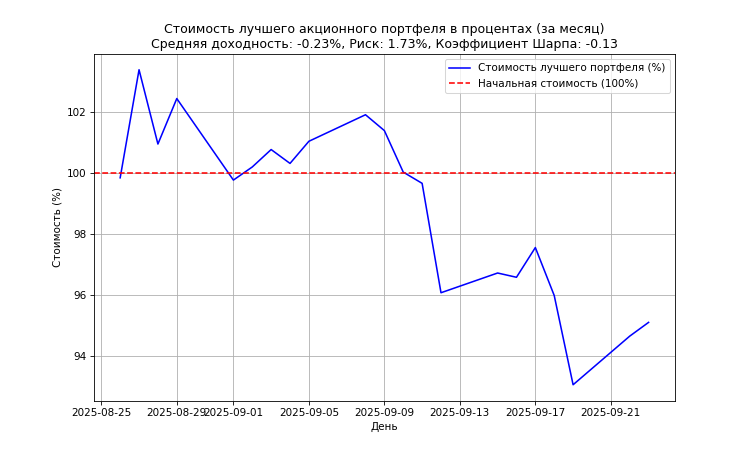 Стоимость лучшего акционного портфеля в процентах (за месяц)
Средняя доходность: -0.23%, Риск: 1.73%, Коэффициент Шарпа: -0.13
Стоимость лучшего портфеля (%)
Начальная стоимость (100%)
Стоимость (%)
102
100
98
96
94
2025-08-25 2025-08-29 2025-09-01 2025-09-05 2025-09-09 2025-09-13 2025-09-17 2025-09-21
День